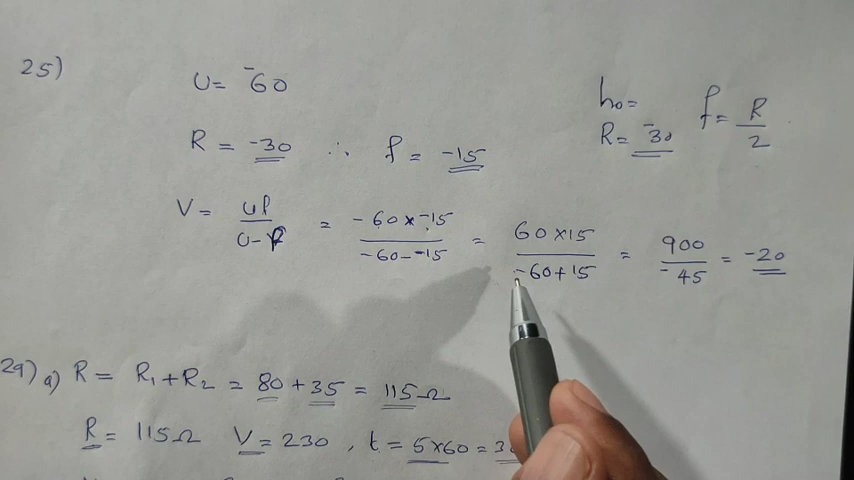 25)
U= -60
h₀=
f= R/2
R= -30
R = -30 ∴ f = -15
V= uf/u-f = -60×-15/-60--15 = 60×15/-60+15 = 900/-45 = -20
29) a) R= R₁+R₂ = 80+35 = 115Ω
R= 115Ω V=230 , t= 5×60=